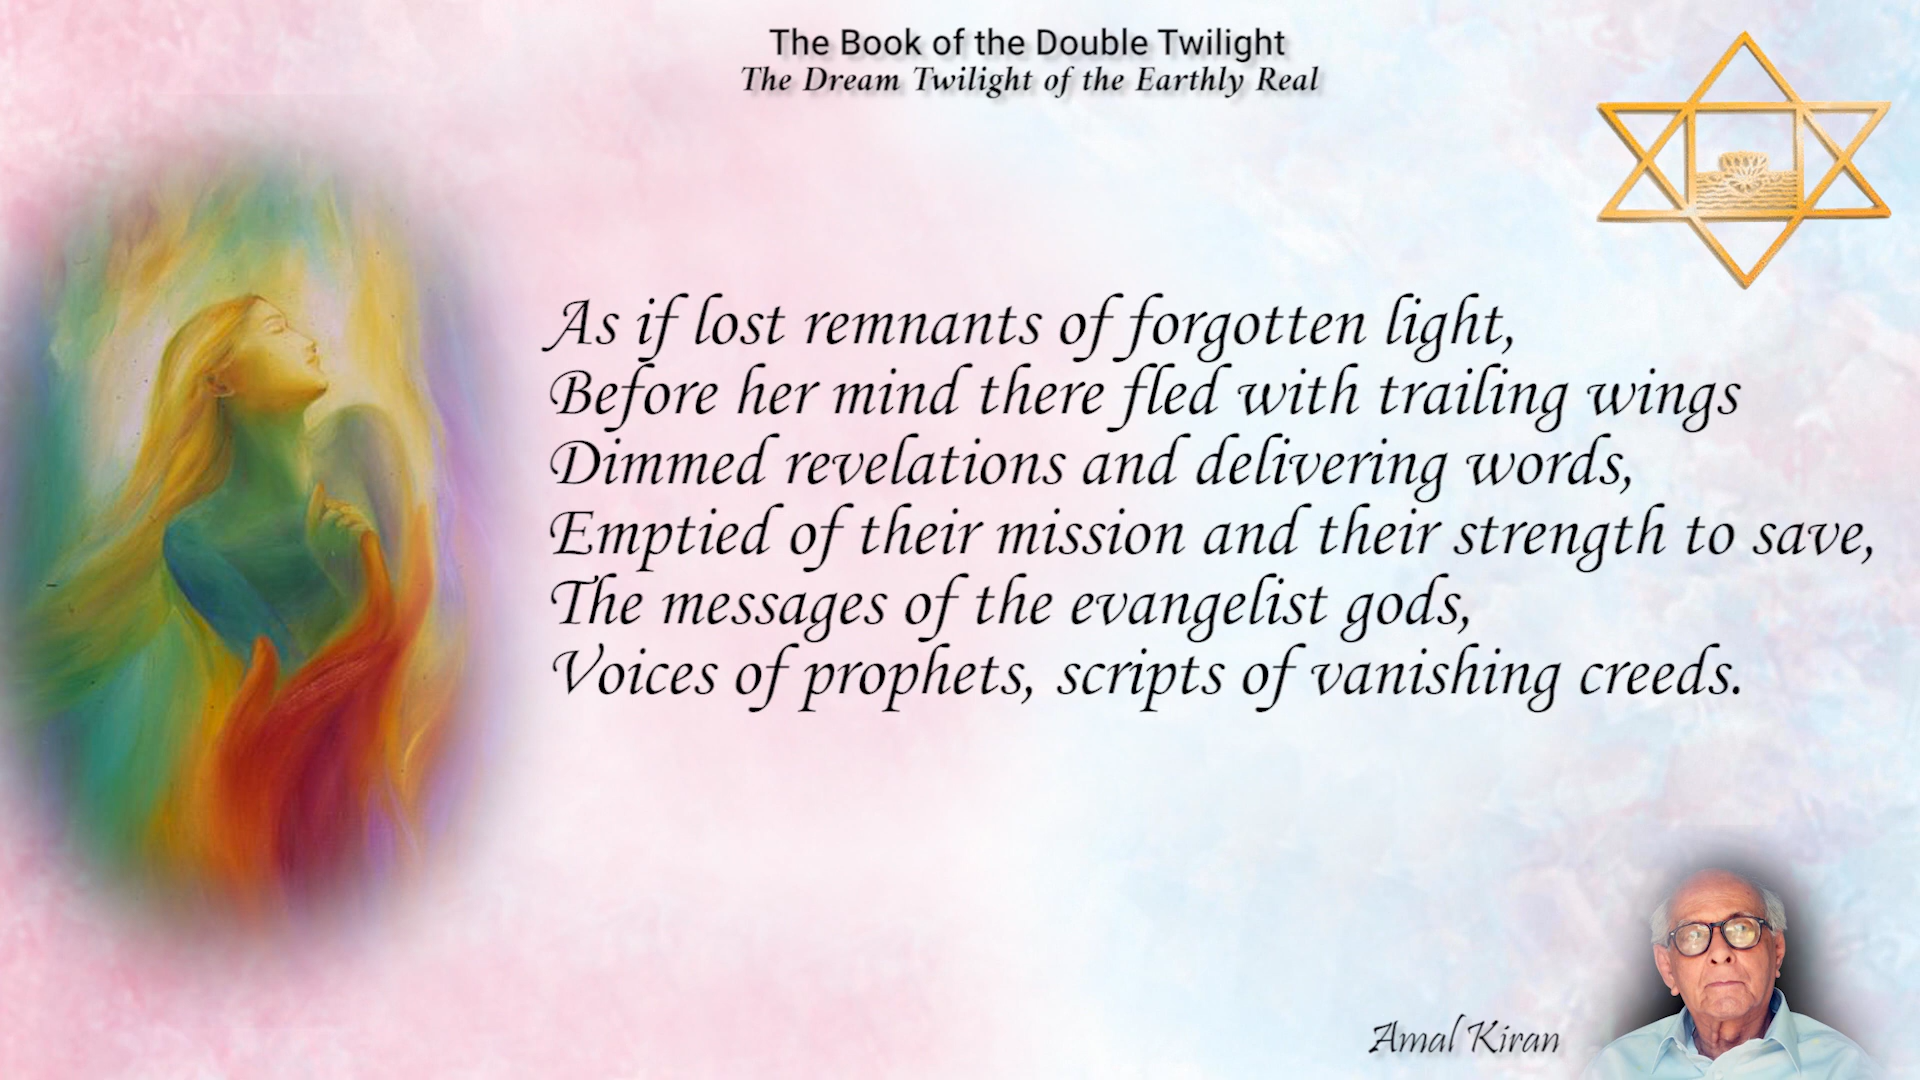 The Book of the Double Twilight
The Dream Twilight of the Earthly Real
As if lost remnants of forgotten light,
Before her mind there fled with trailing wings
Dimmed revelations and delivering words,
Emptied of their mission and their strength to save,
The messages of the evangelist gods,
Voices of prophets, scripts of vanishing creeds.
Amal Kiran